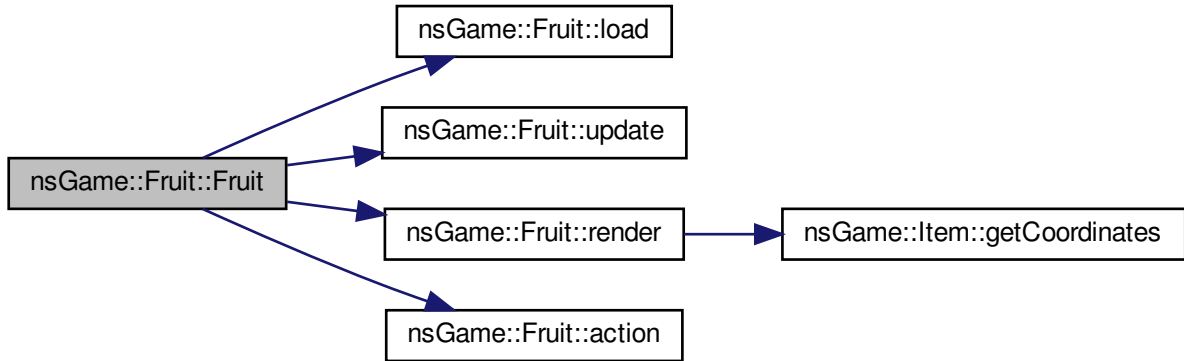 nsGame::Fruit::load
nsGame::Fruit::update
nsGame::Fruit::Fruit
nsGame::Fruit::render
nsGame::Item::getCoordinates
nsGame::Fruit::action